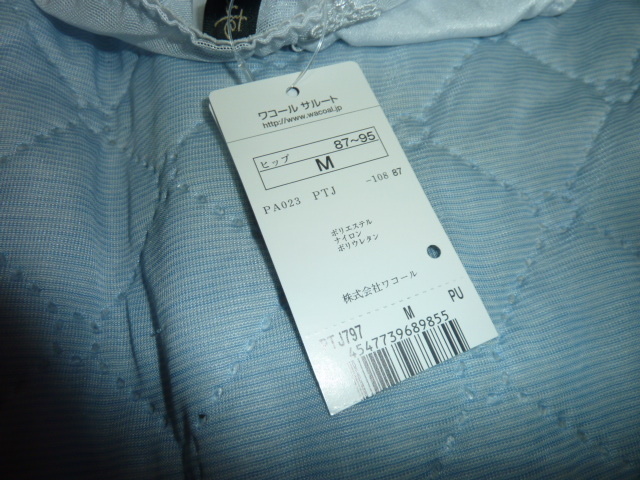 ワコール サルート
http://www.wacoal.jp
ヒップ 87~95
M
PA023 PTJ -108 87
ポリエステル
ナイロン
ポリウレタン
株式会社ワコール
PTJ797 M PU
4547739689855